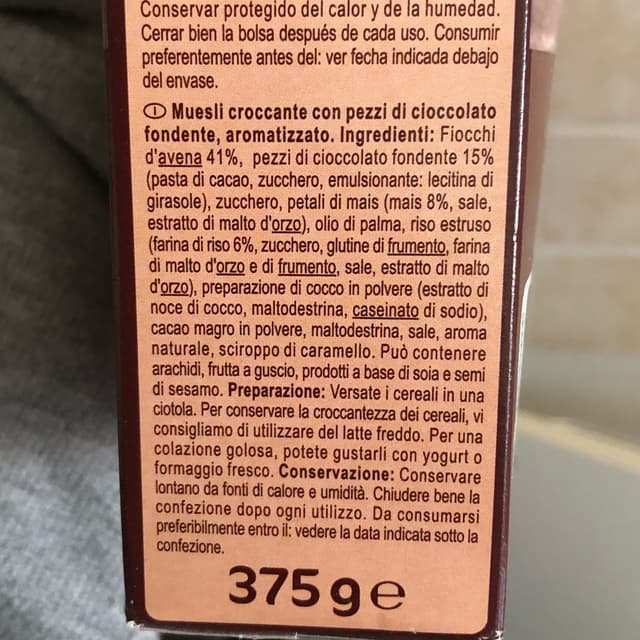 Conservar protegido del calor y de la humedad.
Cerrar bien la bolsa después de cada uso. Consumir
preferentemente antes del: ver fecha indicada debajo
del envase.
I Muesli croccante con pezzi di cioccolato
fondente, aromatizzato. Ingredienti: Fiocchi
d'avena 41%, pezzi di cioccolato fondente 15%
(pasta di cacao, zucchero, emulsionante: lecitina di
girasole), zucchero, petali di mais (mais 8%, sale,
estratto di malto d'orzo), olio di palma, riso estruso
(farina di riso 6%, zucchero, glutine di frumento, farina
di malto d'orzo e di frumento, sale, estratto di malto
d'orzo), preparazione di cocco in polvere (estratto di
noce di cocco, maltodestrina, caseinato di sodio),
cacao magro in polvere, maltodestrina, sale, aroma
naturale, sciroppo di caramello. Può contenere
arachidi, frutta a guscio, prodotti a base di soia e semi
di sesamo. Preparazione: Versate i cereali in una
ciotola. Per conservare la croccantezza dei cereali, vi
consigliamo di utilizzare del latte freddo. Per una
colazione golosa, potete gustarli con yogurt o
formaggio fresco. Conservazione: Conservare
lontano da fonti di calore e umidità. Chiudere bene la
confezione dopo ogni utilizzo. Da consumarsi
preferibilmente entro il: vedere la data indicata sotto la
confezione.
375 g e